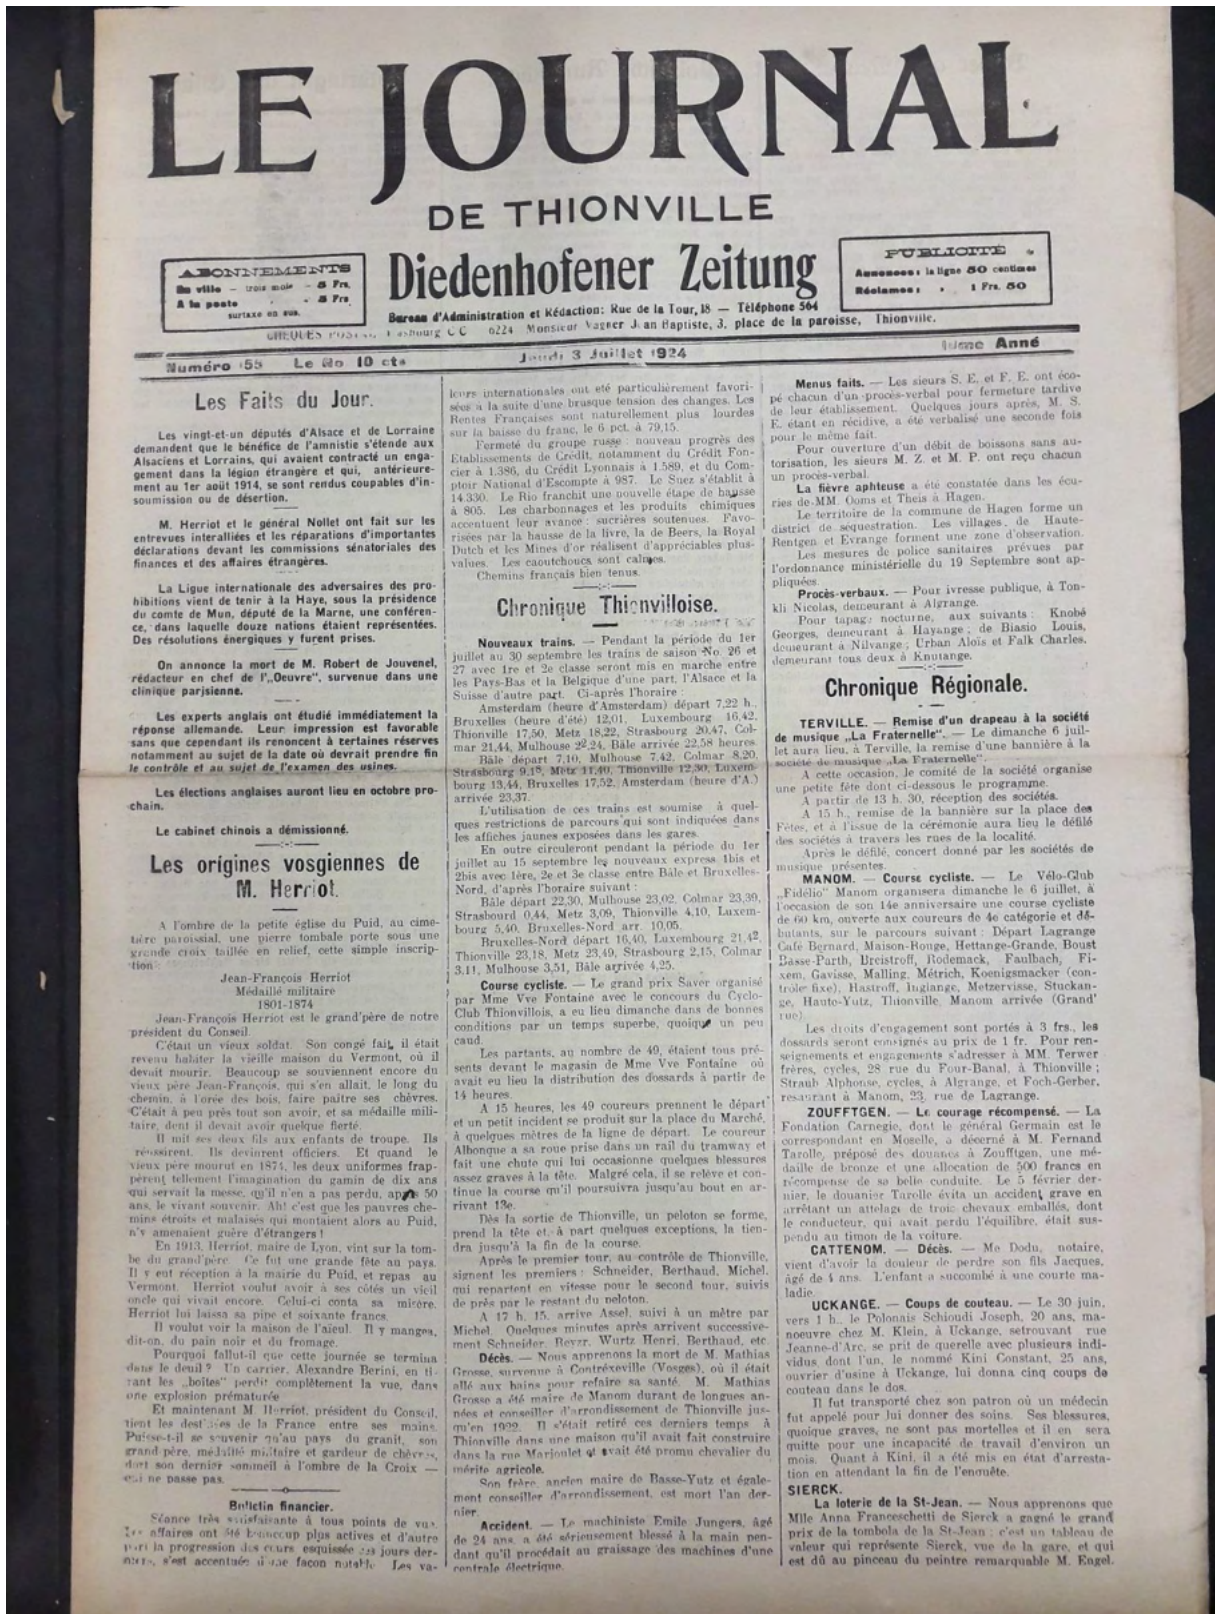 LE JOURNAL
DE THIONVILLE
Diedenhofener Zeitung
ABONNEMENTS
En ville — trois mois — 5 Frs.
A la poste " — 5 Frs
surtaxe en sus.
PUBLICITÉ
Annonces: la ligne 50 centimes
Réclames: " 1 Frs. 50
Bureau d'Administration et Rédaction: Rue de la Tour, 18 — Téléphone 564
CHEQUES 6224 Monsieur Vagner Jean Baptiste, 3, place de la paroisse, Thionville.
Numéro 155 Le No 10 cts Jeudi 3 Juillet 1924 Anné
Les Faits du Jour.
Les vingt-et-un députés d'Alsace et de Lorraine
demandent que le bénéfice de l'amnistie s'étende aux
Alsaciens et Lorrains, qui avaient contracté un enga-
gement dans la légion étrangère et qui, antérieure-
ment au 1er août 1914, se sont rendus coupables d'in-
soumission ou de désertion.
M. Herriot et le général Nollet ont fait sur les
entrevues interalliées et les réparations d'importantes
déclarations devant les commissions sénatoriales des
finances et des affaires étrangères.
La Ligue internationale des adversaires des pro-
hibitions vient de tenir à la Haye, sous la présidence
du comte de Mun, député de la Marne, une conféren-
ce, dans laquelle douze nations étaient représentées.
Des résolutions énergiques y furent prises.
On annonce la mort de M. Robert de Jouvenel,
rédacteur en chef de l'„Oeuvre", survenue dans une
clinique parisienne.
Les experts anglais ont étudié immédiatement la
réponse allemande. Leur impression est favorable
sans que cependant ils renoncent à certaines réserves
notamment au sujet de la date où devrait prendre fin
le contrôle et au sujet de l'examen des usines.
Les élections anglaises auront lieu en octobre pro-
chain.
Le cabinet chinois a démissionné.
Les origines vosgiennes de
M. Herriot.
A l'ombre de la petite église du Puid, au cime-
tière paroissial, une pierre tombale porte sous une
grande croix taillée en relief, cette simple inscrip-
tion
Jean-François Herriot
Médaillé militaire
1801-1874
Jean-François Herriot est le grand'père de notre
président du Conseil.
C'était un vieux soldat. Son congé fait, il était
revenu habiter la vieille maison du Vermont, où il
devait mourir. Beaucoup se souviennent encore du
vieux père Jean-François, qui s'en allait, le long du
chemin, à l'orée des bois, faire paître ses chèvres.
C'était à peu près tout son avoir, et sa médaille mili-
taire, dont il devait avoir quelque fierté.
Il mit ses deux fils aux enfants de troupe. Ils
réussirent. Ils devinrent officiers. Et quand le
vieux père mourut en 1874, les deux uniformes frap-
pèrent tellement l'imagination du gamin de dix ans
qui servait la messe, qu'il n'en a pas perdu, après 50
ans, le vivant souvenir. Ah! c'est que les pauvres che-
mins étroits et malaisés qui montaient alors au Puid,
n'y amenaient guère d'étrangers !
En 1913, Herriot, maire de Lyon, vint sur la tom-
be du grand'père. Ce fut une grande fête au pays.
Il y eut réception à la mairie du Puid, et repas au
Vermont. Herriot voulut avoir à ses côtés un vieil
oncle qui vivait encore. Celui-ci conta sa misère.
Herriot lui laissa sa pipe et soixante francs.
Il voulut voir la maison de l'aïeul. Il y mangea,
dit-on, du pain noir et du fromage.
Pourquoi fallut-il que cette journée se termina
dans le deuil ? Un carrier, Alexandre Berini, en ti-
rant les „boîtes" perdit complètement la vue, dans
une explosion prématurée
Et maintenant M. Herriot, président du Conseil,
tient les destinées de la France entre ses mains.
Puisse-t-il se souvenir qu'au pays du granit, son
grand père, médaillé militaire et gardeur de chèvres,
dort son dernier sommeil à l'ombre de la Croix —
qui ne passe pas.
Bulletin financier.
Séance très satisfaisante à tous points de vue.
Les affaires ont été beaucoup plus actives et d'autre
part la progression des cours esquissée ces jours der-
niers, s'est accentuée d'une façon notable. Les va-
leurs internationales ont été particulièrement favori-
sées à la suite d'une brusque tension des changes. Les
Rentes Françaises sont naturellement plus lourdes
sur la baisse du franc, le 6 pct. à 79,15.
Fermeté du groupe russe : nouveau progrès des
Etablissements de Crédit, notamment du Crédit Fon-
cier à 1.386, du Crédit Lyonnais à 1.589, et du Com-
ptoir National d'Escompte à 987. Le Suez s'établit à
14.330. Le Rio franchit une nouvelle étape de hausse
à 805. Les charbonnages et les produits chimiques
accentuent leur avance : sucrières soutenues. Favo-
risées par la hausse de la livre, la de Beers, la Royal
Dutch et les Mines d'or réalisent d'appréciables plus-
values. Les caoutchoucs sont calmes.
Chemins français bien tenus.
Chronique Thionvilloise.
Nouveaux trains. — Pendant la période du 1er
juillet au 30 septembre les trains de saison No. 26 et
27 avec 1re et 2e classe seront mis en marche entre
les Pays-Bas et la Belgique d'une part, l'Alsace et la
Suisse d'autre part. Ci-après l'horaire :
Amsterdam (heure d'Amsterdam) départ 7,22 h.,
Bruxelles (heure d'été) 12,01, Luxembourg 16,42,
Thionville 17,50, Metz 18,22, Strasbourg 20,47, Col-
mar 21,44, Mulhouse 22,24, Bâle arrivée 22,58 heures.
Bâle départ 7,10, Mulhouse 7,42, Colmar 8,20,
Strasbourg 9,18, Metz 11,40, Thionville 12,30, Luxem-
bourg 13,44, Bruxelles 17,52, Amsterdam (heure d'A.)
arrivée 23,37.
L'utilisation de ces trains est soumise à quel-
ques restrictions de parcours qui sont indiquées dans
les affiches jaunes exposées dans les gares.
En outre circuleront pendant la période du 1er
juillet au 15 septembre les nouveaux express 1bis et
2bis avec 1ère, 2e et 3e classe entre Bâle et Bruxelles-
Nord, d'après l'horaire suivant :
Bâle départ 22,30, Mulhouse 23,02, Colmar 23,39,
Strasbourd 0,44, Metz 3,09, Thionville 4,10, Luxem-
bourg 5,40, Bruxelles-Nord arr. 10,05.
Bruxelles-Nord départ 16,40, Luxembourg 21,42,
Thionville 23,18, Metz 23,49, Strasbourg 2,15, Colmar
3,11, Mulhouse 3,51, Bâle arrivée 4,25.
Course cycliste. — Le grand prix Saver organisé
par Mme Vve Fontaine avec le concours du Cyclo-
Club Thionvillois, a eu lieu dimanche dans de bonnes
conditions par un temps superbe, quoique un peu
caud.
Les partants, au nombre de 49, étaient tous pré-
sents devant le magasin de Mme Vve Fontaine où
avait eu lieu la distribution des dossards à partir de
14 heures.
A 15 heures, les 49 coureurs prennent le départ
et un petit incident se produit sur la place du Marché,
à quelques mètres de la ligne de départ. Le coureur
Albonque a sa roue prise dans un rail du tramway et
fait une chute qui lui occasionne quelques blessures
assez graves à la tête. Malgré cela, il se relève et con-
tinue la course qu'il poursuivra jusqu'au bout en ar-
rivant 13e.
Dès la sortie de Thionville, un peloton se forme,
prend la tête et à part quelques exceptions, la tien-
dra jusqu'à la fin de la course.
Après le premier tour, au contrôle de Thionville,
signent les premiers : Schneider, Berthaud, Michel,
qui repartent en vitesse pour le second tour, suivis
de près par le restant du peloton.
A 17 h. 15, arrive Assel, suivi à un mètre par
Michel. Quelques minutes après arrivent successive-
ment Schneider, Wurtz Henri, Berthaud, etc.
Décès. — Nous apprenons la mort de M. Mathias
Grosse, survenue à Contréxeville (Vosges), où il était
allé aux bains pour refaire sa santé. M. Mathias
Grosse a été maire de Manom durant de longues an-
nées et conseiller d'arrondissement de Thionville jus-
qu'en 1922. Il s'était retiré ces derniers temps à
Thionville dans une maison qu'il avait fait construire
dans la rue Marjoulet et avait été promu chevalier du
mérite agricole.
Son frère, ancien maire de Basse-Yutz et égale-
ment conseiller d'arrondissement, est mort l'an der-
nier.
Accident. — Le machiniste Emile Jungers, âgé
de 24 ans, a été sérieusement blessé à la main pen-
dant qu'il procédait au graissage des machines d'une
centrale électrique.
Menus faits. — Les sieurs S. E. et F. E. ont éco-
pé chacun d'un procès-verbal pour fermeture tardive
de leur établissement. Quelques jours après, M. S.
E. étant en récidive, a été verbalisé une seconde fois
pour le même fait.
Pour ouverture d'un débit de boissons sans au-
torisation, les sieurs M. Z. et M. P. ont reçu chacun
un procès-verbal.
La fièvre aphteuse a été constatée dans les écu-
ries de MM. Ooms et Theis à Hagen.
Le territoire de la commune de Hagen forme un
district de séquestration. Les villages de Haute-
Rentgen et Evrange forment une zone d'observation.
Les mesures de police sanitaires prévues par
l'ordonnance ministérielle du 19 Septembre sont ap-
pliquées.
Procès-verbaux. — Pour ivresse publique, à Ton-
kli Nicolas, demeurant à Algrange.
Pour tapage nocturne, aux suivants : Knobé
Georges, demeurant à Hayange ; de Biasio Louis,
demeurant à Nilvange ; Urban Aloïs et Falk Charles,
demeurant tous deux à Knutange.
Chronique Régionale.
TERVILLE. — Remise d'un drapeau à la société
de musique „La Fraternelle". — Le dimanche 6 juil-
let aura lieu, à Terville, la remise d'une bannière à la
société de musique „La Fraternelle".
A cette occasion, le comité de la société organise
une petite fête dont ci-dessous le programme.
A partir de 13 h. 30, réception des sociétés.
A 15 h., remise de la bannière sur la place des
Fêtes, et à l'issue de la cérémonie aura lieu le défilé
des sociétés à travers les rues de la localité.
Après le défilé, concert donné par les sociétés de
musique présentes.
MANOM. — Course cycliste. — Le Vélo-Club
„Fidélio" Manom organisera dimanche le 6 juillet, à
l'occasion de son 14e anniversaire une course cycliste
de 60 km, ouverte aux coureurs de 4e catégorie et dé-
butants, sur le parcours suivant : Départ Lagrange
Café Bernard, Maison-Rouge, Hettange-Grande, Boust
Basse-Parth, Breistroff, Rodemack, Faulbach, Fi-
xem, Gavisse, Malling, Métrich, Koenigsmacker (con-
trôle fixe), Hastroff, Inglange, Metzervisse, Stuckan-
ge, Haute-Yutz, Thionville, Manom arrivée (Grand'
rue)
Les droits d'engagement sont portés à 3 frs., les
dossards seront consignés au prix de 1 fr. Pour ren-
seignements et engagements s'adresser à MM. Terwer
frères, cycles, 28 rue du Four-Banal, à Thionville ;
Straub Alphonse, cycles, à Algrange, et Foch-Gerber,
resaurant à Manom, 23, rue de Lagrange.
ZOUFFTGEN. — Le courage récompensé. — La
Fondation Carnegie, dont le général Germain est le
correspondant en Moselle, a décerné à M. Fernand
Tarolle, préposé des douanes à Zoufftgen, une mé-
daille de bronze et une allocation de 500 francs en
récompense de sa belle conduite. Le 5 février der-
nier, le douanier Tarolle évita un accident grave en
arrêtant un attelage de trois chevaux emballés, dont
le conducteur, qui avait perdu l'équilibre, était sus-
pendu au timon de la voiture.
CATTENOM. — Décès. — Me Dodu, notaire,
vient d'avoir la douleur de perdre son fils Jacques,
âgé de 4 ans. L'enfant a succombé à une courte ma-
ladie.
UCKANGE. — Coups de couteau. — Le 30 juin,
vers 1 h., le Polonais Schioudi Joseph, 20 ans, ma-
noeuvre chez M. Klein, à Uckange, setrouvant rue
Jeanne-d'Arc, se prit de querelle avec plusieurs indi-
vidus dont l'un, le nommé Kini Constant, 25 ans,
ouvrier d'usine à Uckange, lui donna cinq coups de
couteau dans le dos.
Il fut transporté chez son patron où un médecin
fut appelé pour lui donner des soins. Ses blessures,
quoique graves, ne sont pas mortelles et il en sera
quitte pour une incapacité de travail d'environ un
mois. Quant à Kini, il a été mis en état d'arresta-
tion en attendant la fin de l'enquête.
SIERCK.
La loterie de la St-Jean. — Nous apprenons que
Mlle Anna Franceschetti de Sierck a gagné le grand
prix de la tombola de la St-Jean : c'est un tableau de
valeur qui représente Sierck, vue de la gare, et qui
est dû au pinceau du peintre remarquable M. Engel.